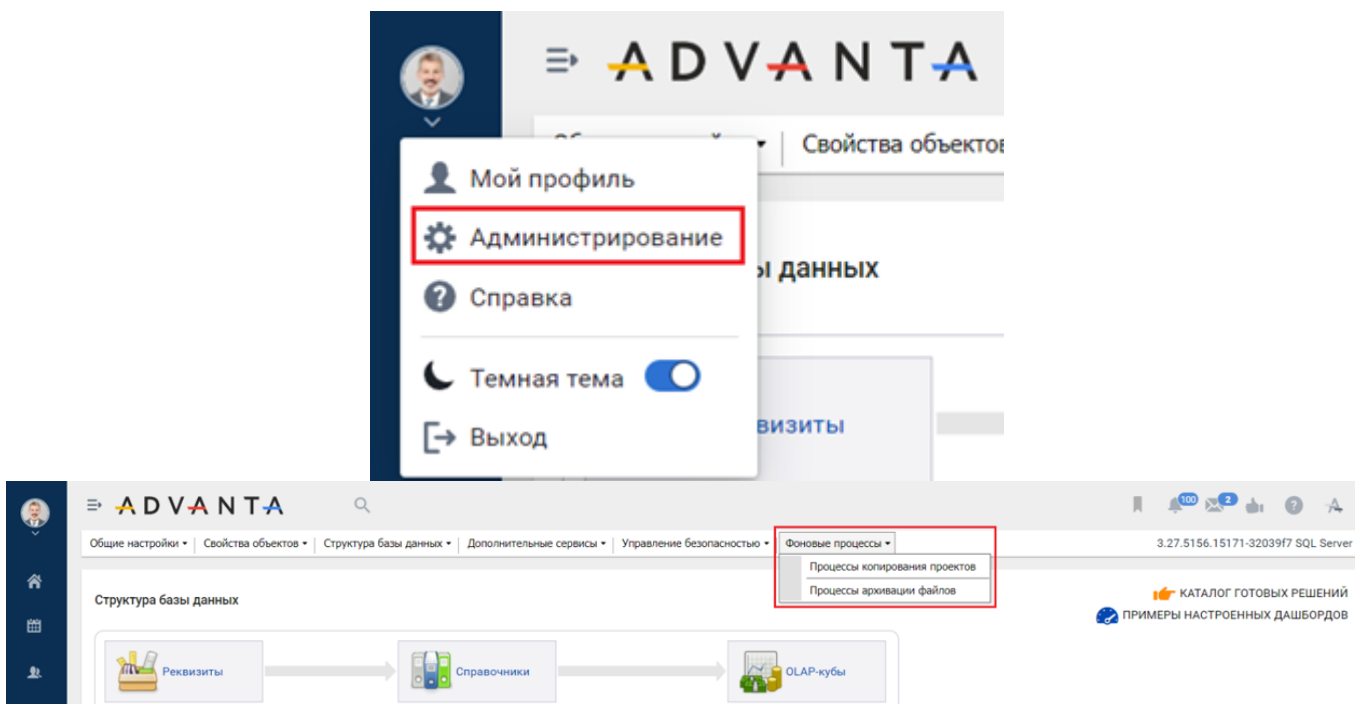 ADVANTA
Свойства объектов
Мой профиль
Администрирование
ы данных
Справка
Темная тема
визиты
Выход
ADVANTA
100
2
Общие настройки
Свойства объектов
Структура базы данных
Дополнительные сервисы
Управление безопасностью
Фоновые процессы
3.27.5156.15171-32039f7 SQL Server
Процессы копирования проектов
Процессы архивации файлов
Структура базы данных
КАТАЛОГ ГОТОВЫХ РЕШЕНИЙ
ПРИМЕРЫ НАСТРОЕННЫХ ДАШБОРДОВ
Реквизиты
Справочники
OLAP-кубы